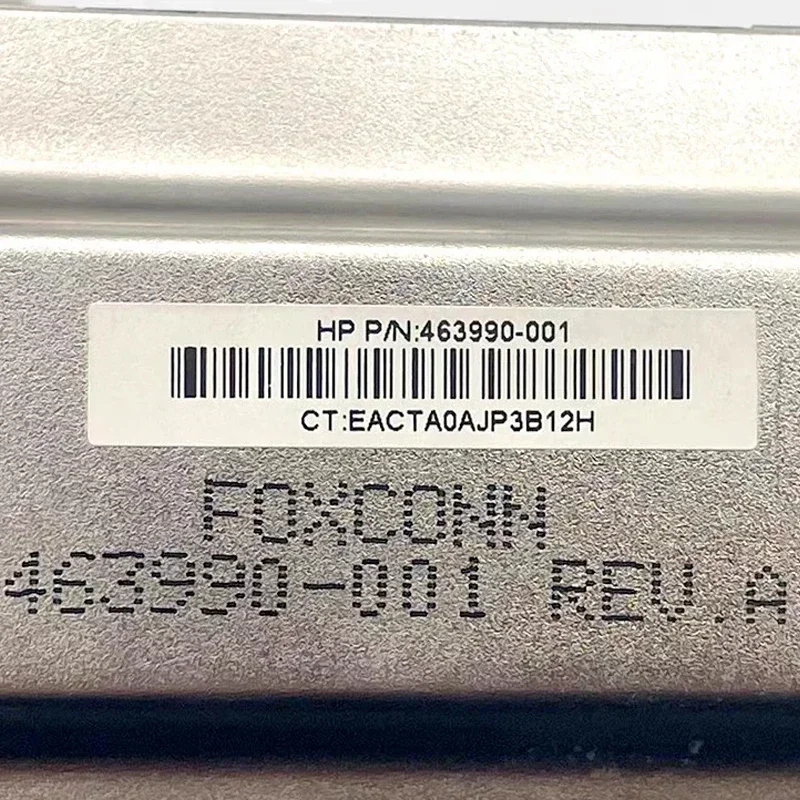 HP P/N:463990-001
CT:EACTA0AJP3B12H
FOXCONN
463990-001 REV.A